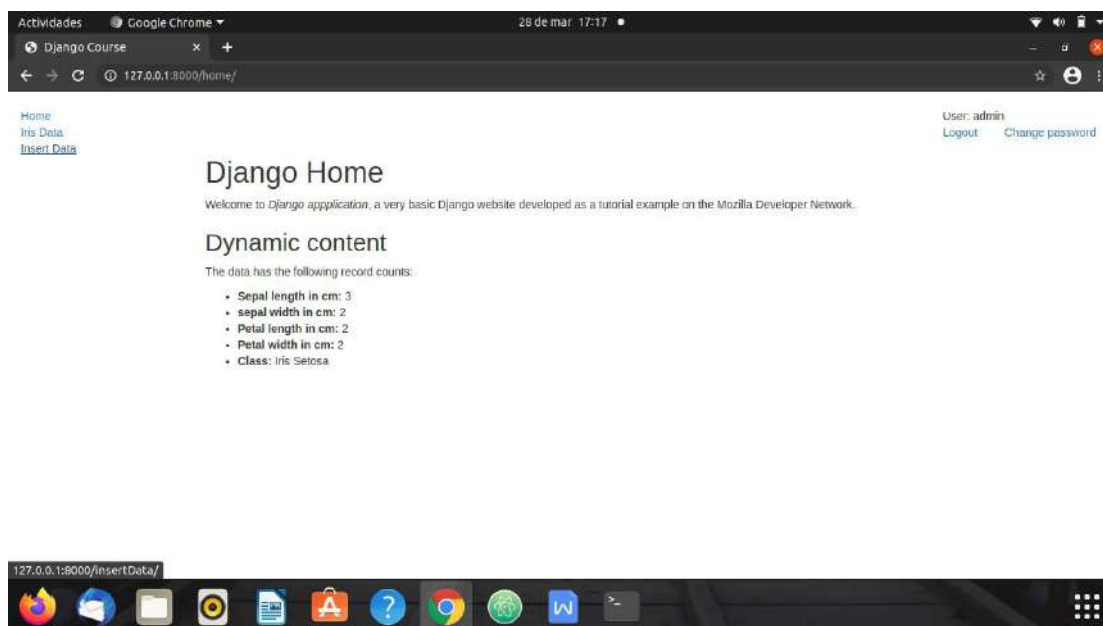 Actividades Google Chrome 28 de mar 17:17
Django Course
127.0.0.1:8000/home/
Home
Iris Data
Insert Data
User: admin
Logout Change password
Django Home
Welcome to Django appplication, a very basic Django website developed as a tutorial example on the Mozilla Developer Network.
Dynamic content
The data has the following record counts:
• Sepal length in cm: 3
• sepal width in cm: 2
• Petal length in cm: 2
• Petal width in cm: 2
• Class: Iris Setosa
127.0.0.1:8000/insertData/